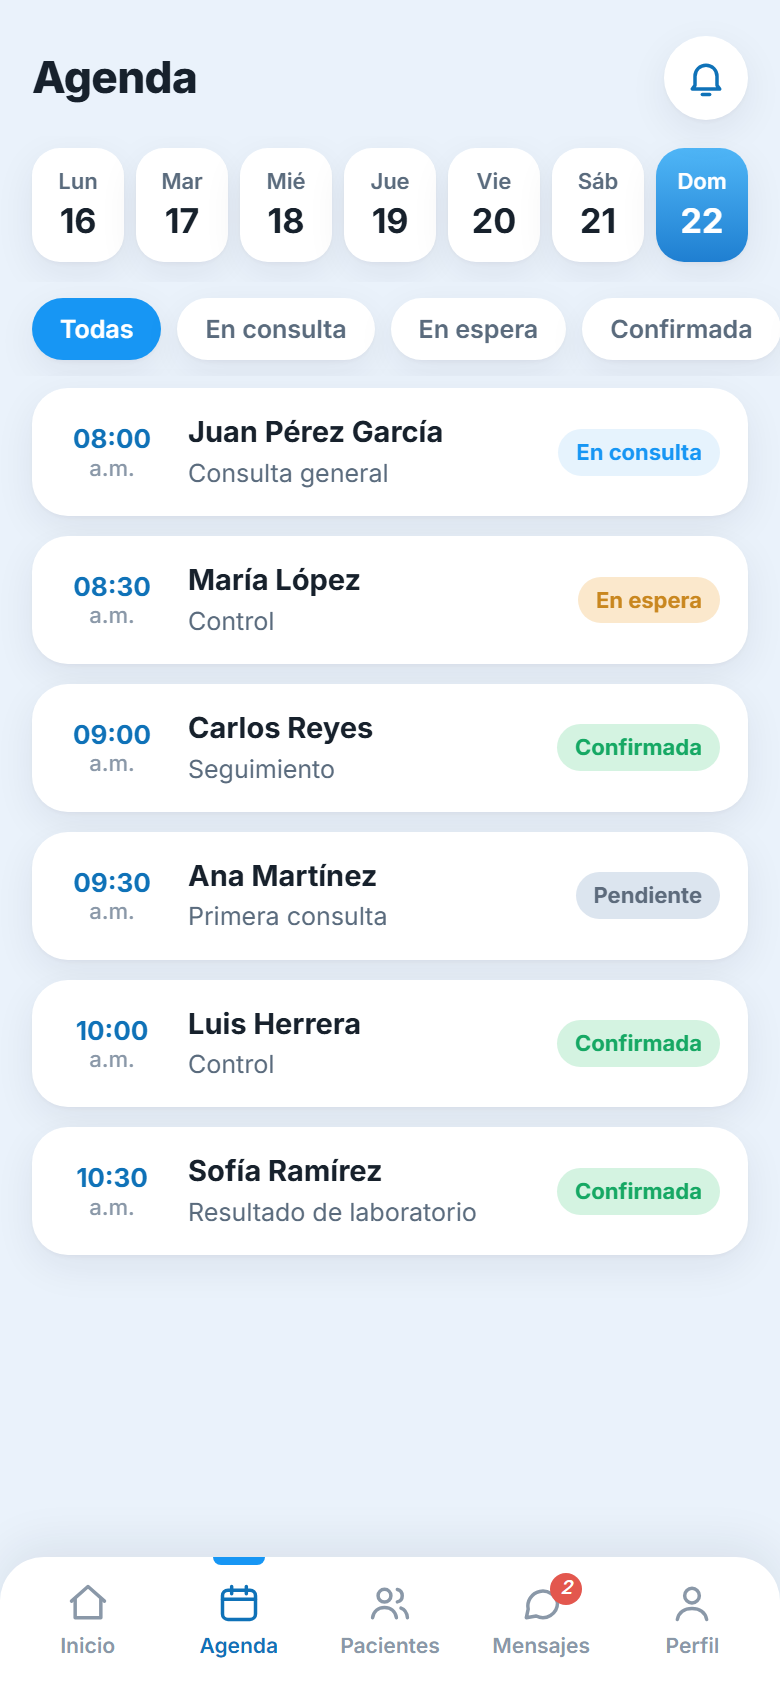 Agenda
Lun Mar Mié Jue Vie Sáb Dom
16 17 18 19 20 21 22
Todas En consulta En espera Confirmada
08:00 a.m.
Juan Pérez García
Consulta general
En consulta
08:30 a.m.
María López
Control
En espera
09:00 a.m.
Carlos Reyes
Seguimiento
Confirmada
09:30 a.m.
Ana Martínez
Primera consulta
Pendiente
10:00 a.m.
Luis Herrera
Control
Confirmada
10:30 a.m.
Sofía Ramírez
Resultado de laboratorio
Confirmada
2
Inicio Agenda Pacientes Mensajes Perfil